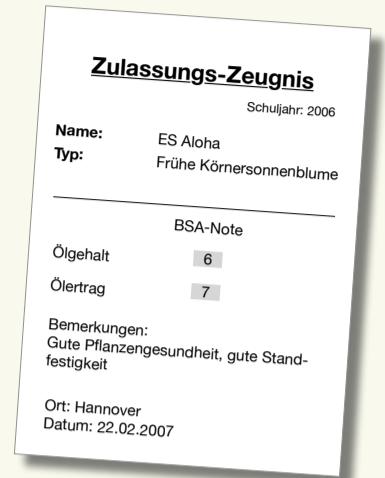 Zulassungs-Zeugnis
Schuljahr: 2006
Name: ES Aloha
Typ: Frühe Körnersonnenblume
BSA-Note
Ölgehalt 6
Ölertrag 7
Bemerkungen:
Gute Pflanzengesundheit, gute Stand-
festigkeit
Ort: Hannover
Datum: 22.02.2007